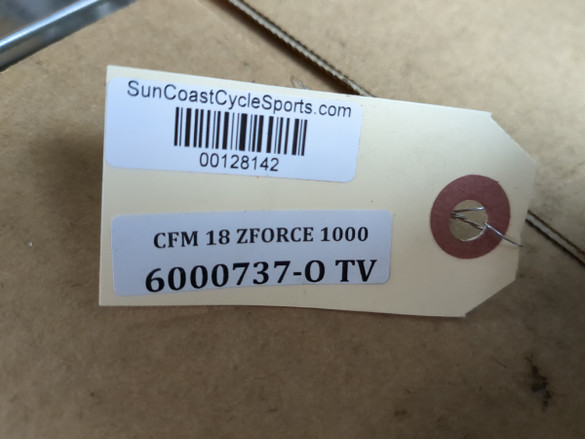 SunCoastCycleSports.com
00128142
CFM 18 ZFORCE 1000
6000737-O TV